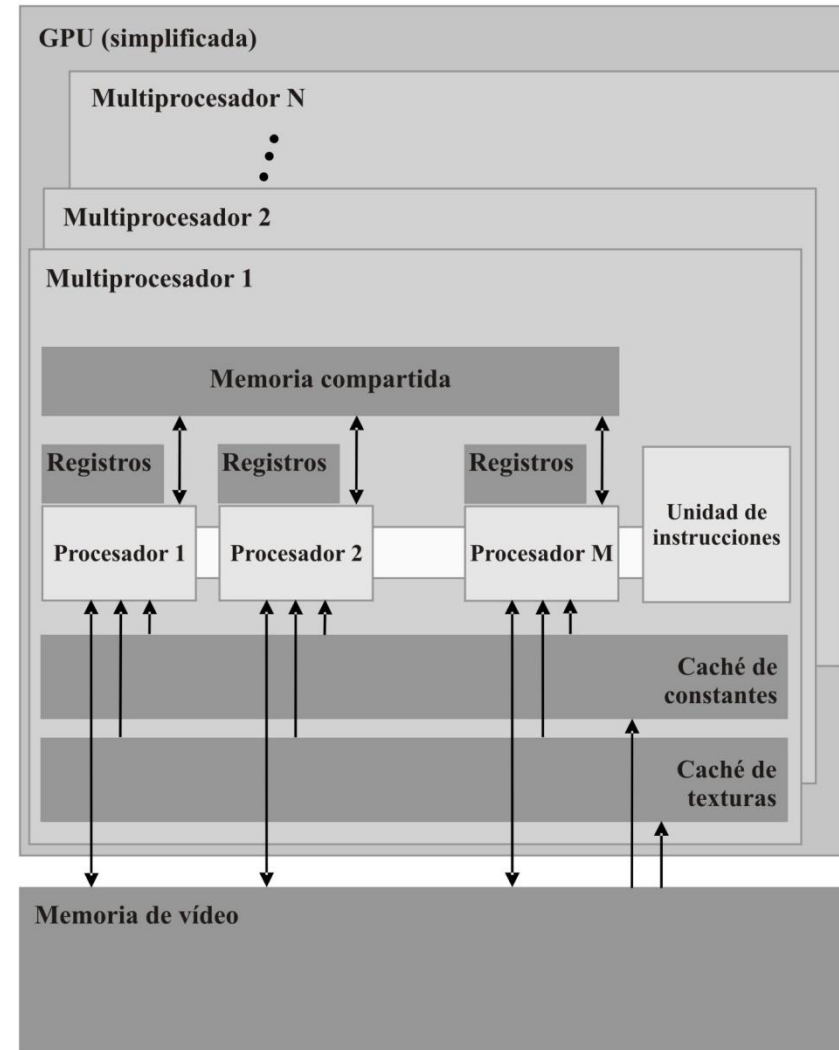 GPU (simplificada)
Multiprocesador N
Multiprocesador 2
Multiprocesador 1
Memoria compartida
Registros
Registros
Registros
Procesador 1
Procesador 2
Procesador M
Unidad de
instrucciones
Caché de
constantes
Caché de
texturas
Memoria de vídeo